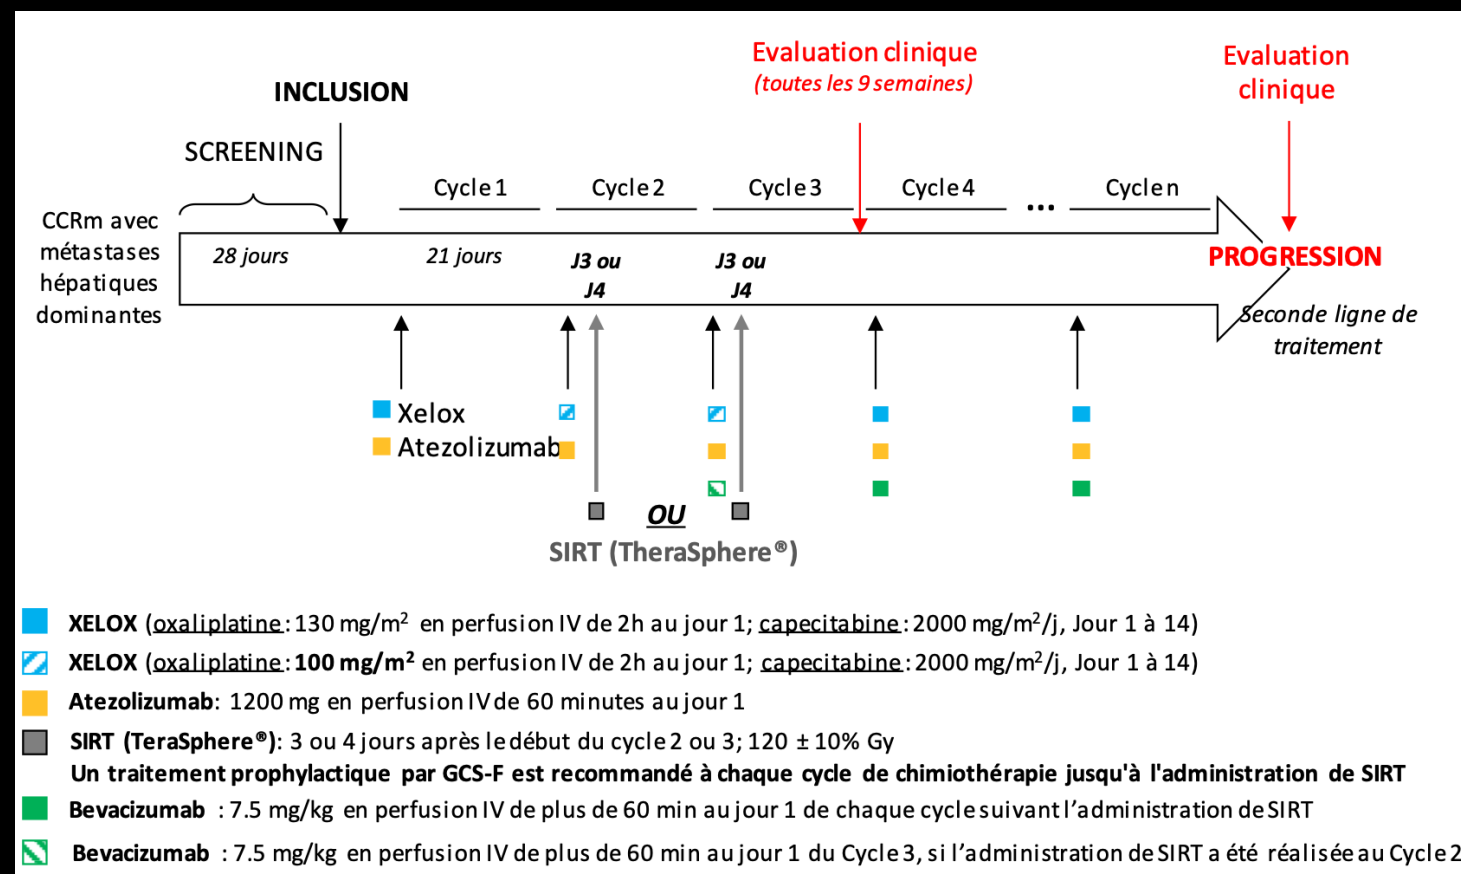 Evaluation clinique
(toutes les 9 semaines)
Evaluation
clinique
INCLUSION
SCREENING
Cycle 1
Cycle 2
Cycle 3
Cycle 4
...
Cycle n
CCRm avec
métastases
hépatiques
dominantes
28 jours
21 jours
J3 ou
J4
J3 ou
J4
PROGRESSION
Seconde ligne de
traitement
Xelox
Atezolizumab
OU
SIRT (TheraSphere®)
XELOX (oxaliplatine: 130 mg/m² en perfusion IV de 2h au jour 1; capecitabine: 2000 mg/m²/j, Jour 1 à 14)
XELOX (oxaliplatine: 100 mg/m² en perfusion IV de 2h au jour 1; capecitabine: 2000 mg/m²/j, Jour 1 à 14)
Atezolizumab: 1200 mg en perfusion IV de 60 minutes au jour 1
SIRT (TeraSphere®): 3 ou 4 jours après le début du cycle 2 ou 3; 120 ± 10% Gy
Un traitement prophylactique par GCS-F est recommandé à chaque cycle de chimiothérapie jusqu'à l'administration de SIRT
Bevacizumab : 7.5 mg/kg en perfusion IV de plus de 60 min au jour 1 de chaque cycle suivant l'administration de SIRT
Bevacizumab : 7.5 mg/kg en perfusion IV de plus de 60 min au jour 1 du Cycle 3, si l'administration de SIRT a été réalisée au Cycle 2